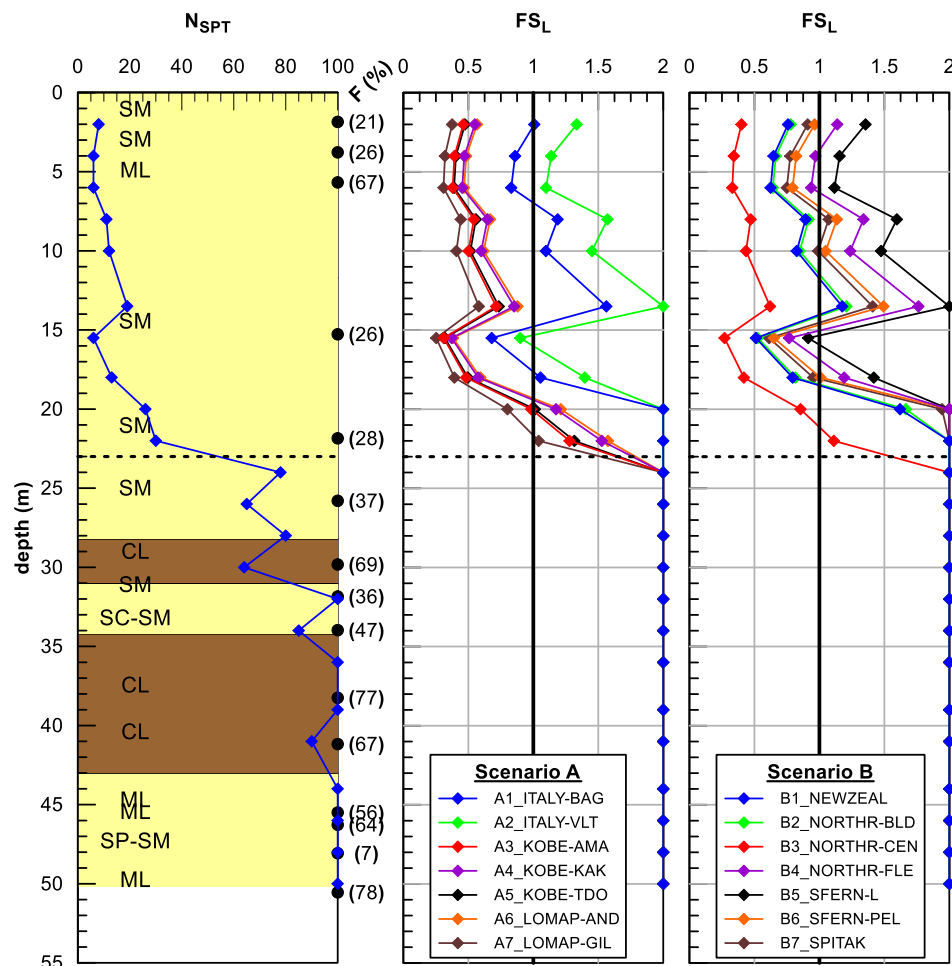 N_SPT
FS_L
FS_L
0 20 40 60 80 100
F (%)
0 0.5 1 1.5 2
0 0.5 1 1.5 2
depth (m)
0
5
10
15
20
25
30
35
40
45
50
55
SM
SM
ML
SM
SM
SM
CL
SM
SC-SM
CL
CL
ML
ML
SP-SM
ML
(21)
(26)
(67)
(26)
(28)
(37)
(69)
(36)
(47)
(77)
(67)
(56)
(64)
(7)
(78)
Scenario A
A1_ITALY-BAG
A2_ITALY-VLT
A3_KOBE-AMA
A4_KOBE-KAK
A5_KOBE-TDO
A6_LOMAP-AND
A7_LOMAP-GIL
Scenario B
B1_NEWZEAL
B2_NORTHR-BLD
B3_NORTHR-CEN
B4_NORTHR-FLE
B5_SFERN-L
B6_SFERN-PEL
B7_SPITAK